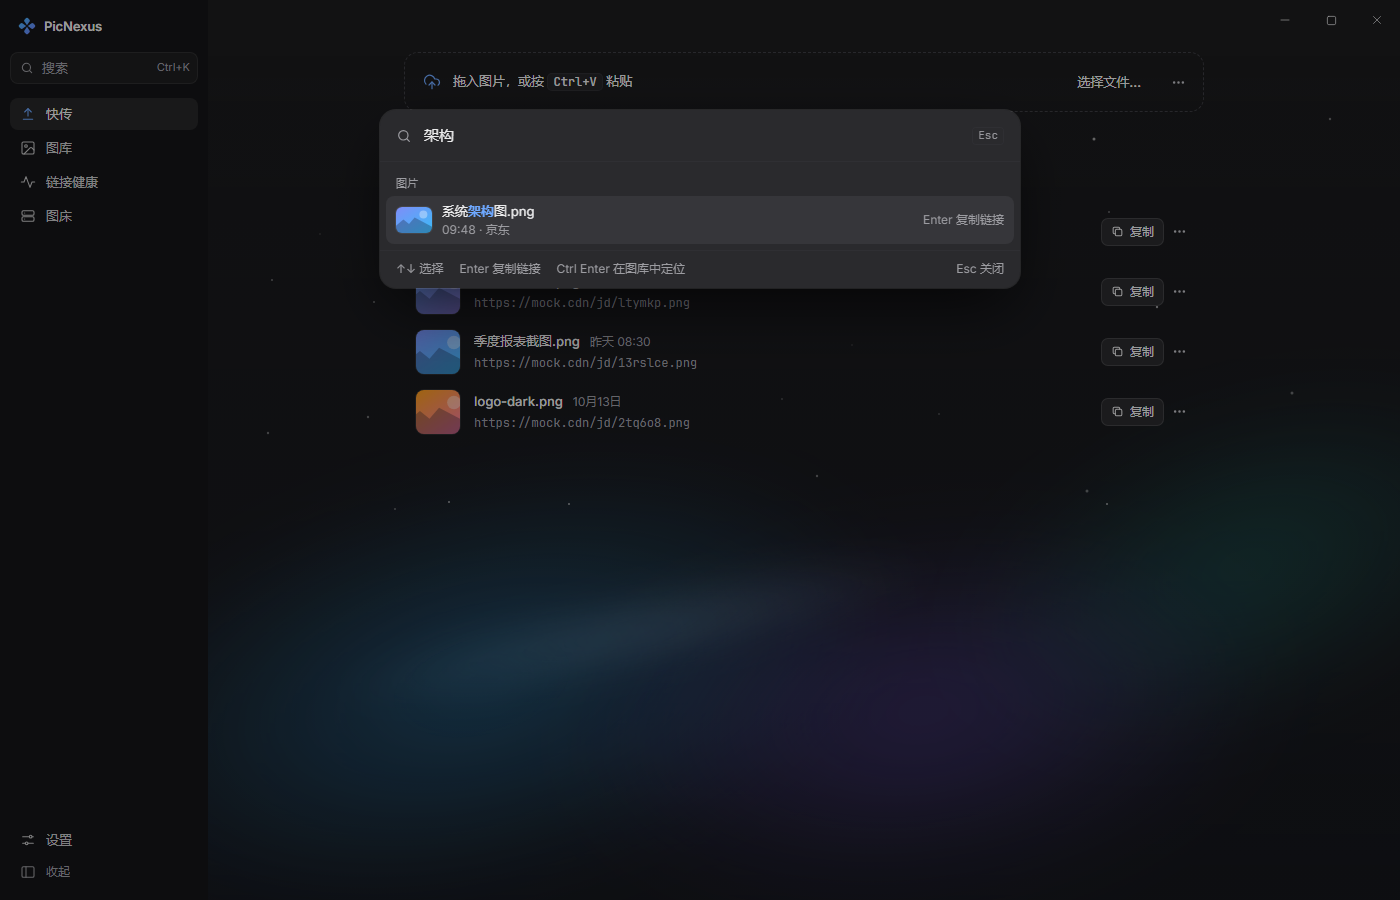 PicNexus
搜索 Ctrl+K
快传
图库
链接健康
图床
设置
收起
拖入图片，或按 Ctrl+V 粘贴
选择文件...
架构
Esc
图片
系统架构图.png
09:48 · 京东
Enter 复制链接
↑↓ 选择 Enter 复制链接 Ctrl Enter 在图库中定位
Esc 关闭
复制
https://mock.cdn/jd/ltymkp.png
复制
季度报表截图.png 昨天 08:30
https://mock.cdn/jd/13rslce.png
复制
logo-dark.png 10月13日
https://mock.cdn/jd/2tq6o8.png
复制